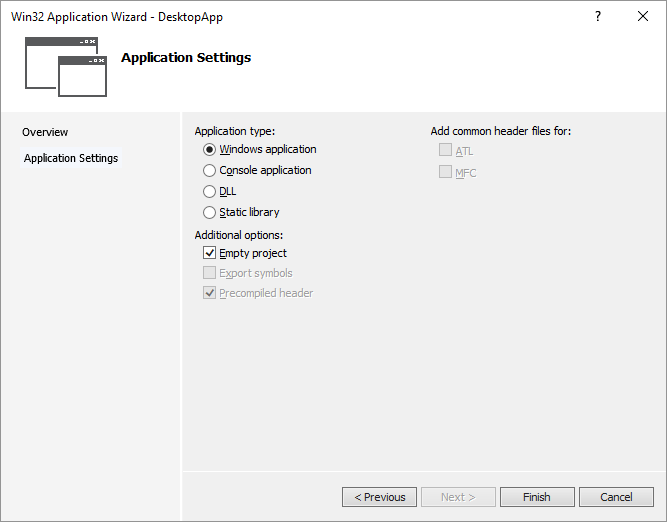 Win32 Application Wizard - DesktopApp
?
Application Settings
Overview
Application Settings
Application type:
Windows application
Console application
DLL
Static library
Additional options:
Empty project
Export symbols
Precompiled header
Add common header files for:
ATL
MFC
< Previous
Next >
Finish
Cancel